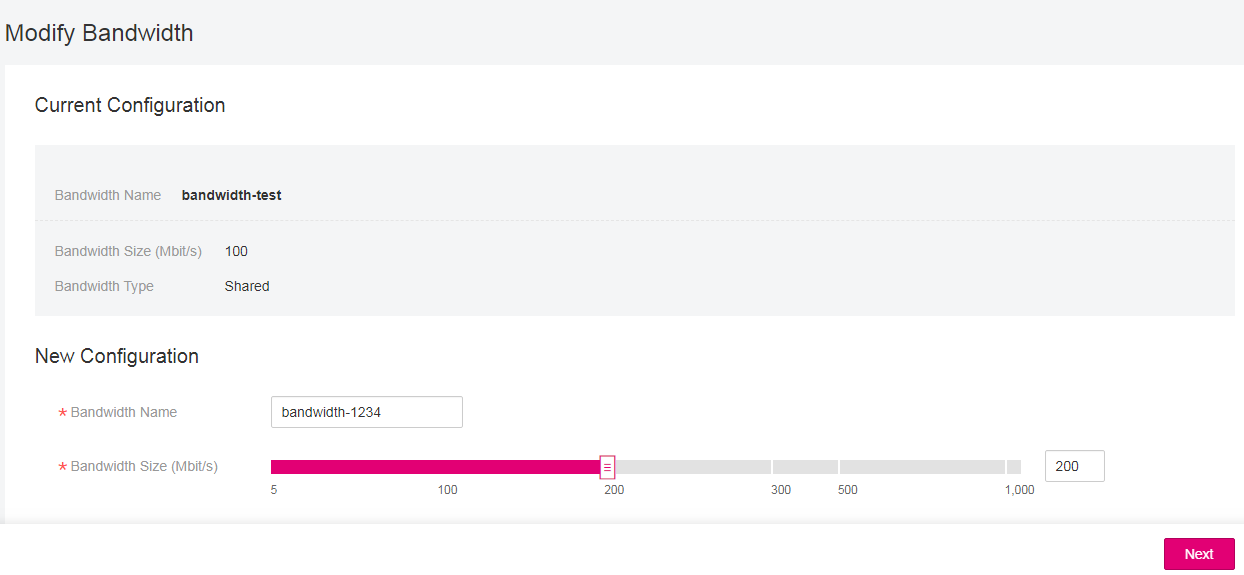 Modify Bandwidth
Current Configuration
Bandwidth Name bandwidth-test
Bandwidth Size (Mbit/s) 100
Bandwidth Type Shared
New Configuration
* Bandwidth Name bandwidth-1234
* Bandwidth Size (Mbit/s) 200
5 100 200 300 500 1,000
Next